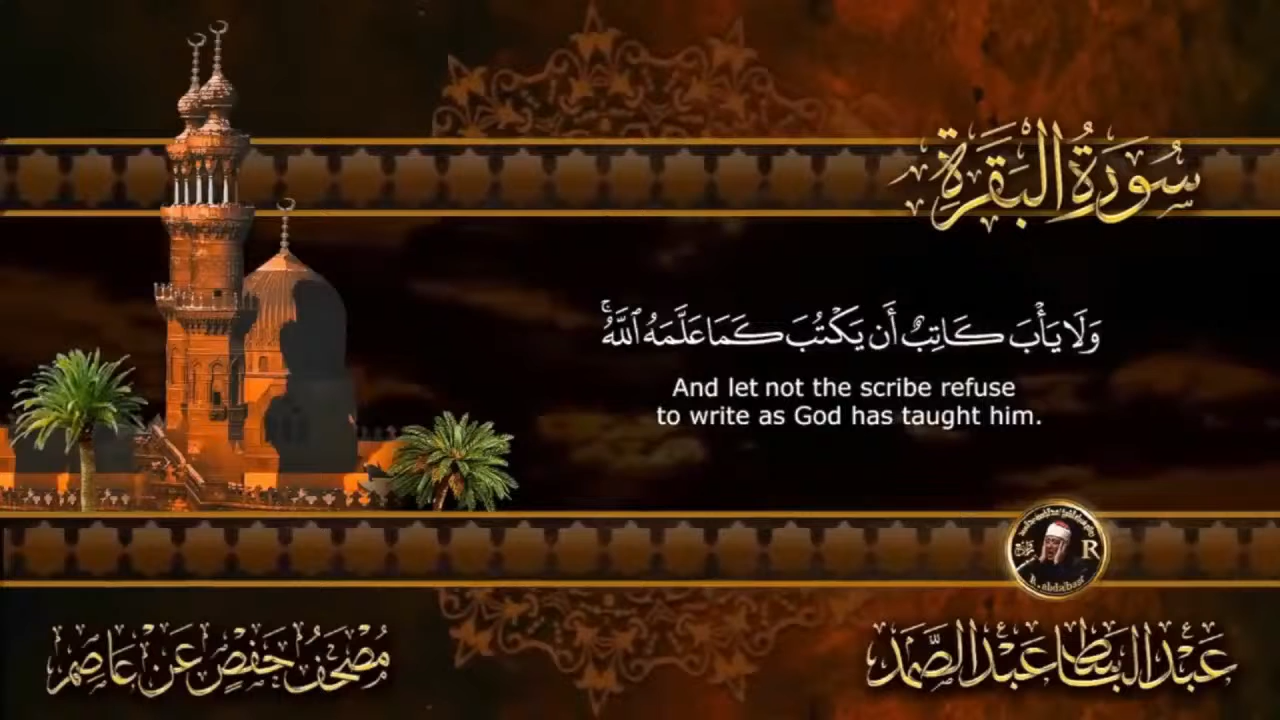 سُورَةُ البَقَرَةِ
وَلَا يَأْبَ كَاتِبٌ أَن يَكْتُبَ كَمَا عَلَّمَهُ ٱللَّهُ ۚ
And let not the scribe refuse
to write as God has taught him.
R
عَبْدُ البَاسِطِ عَبْدُ الصَّمَد
مُصْحَفُ حَفْصٍ عَنْ عَاصِمٍ